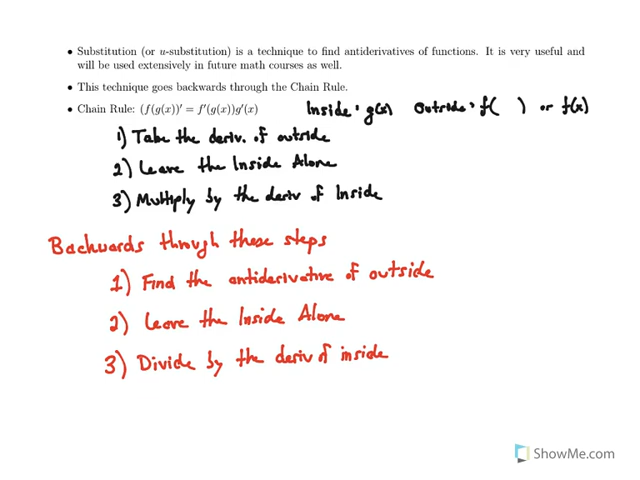 • Substitution (or u-substitution) is a technique to find antiderivatives of functions. It is very useful and
will be used extensively in future math courses as well.
• This technique goes backwards through the Chain Rule.
• Chain Rule: (f(g(x))′ = f′(g(x))g′(x) Inside: g(x) Outside: f( ) or f(x)
1) Take the deriv. of outside
2) Leave the Inside Alone
3) Multiply by the deriv of Inside
Backwards through these steps
1) Find the antiderivative of outside
2) Leave the Inside Alone
3) Divide by the deriv of inside
ShowMe.com